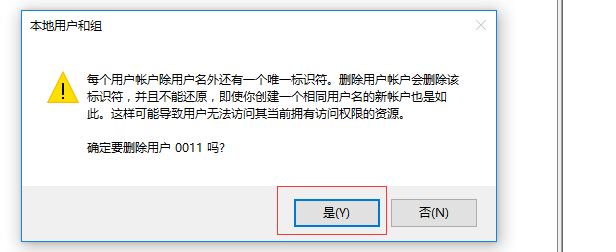 本地用户和组
每个用户帐户除用户名外还有一个唯一标识符。删除用户帐户会删除该
标识符，并且不能还原，即使你创建一个相同用户名的新帐户也是如
此。这样可能导致用户无法访问其当前拥有访问权限的资源。
确定要删除用户 0011 吗?
是(Y)
否(N)